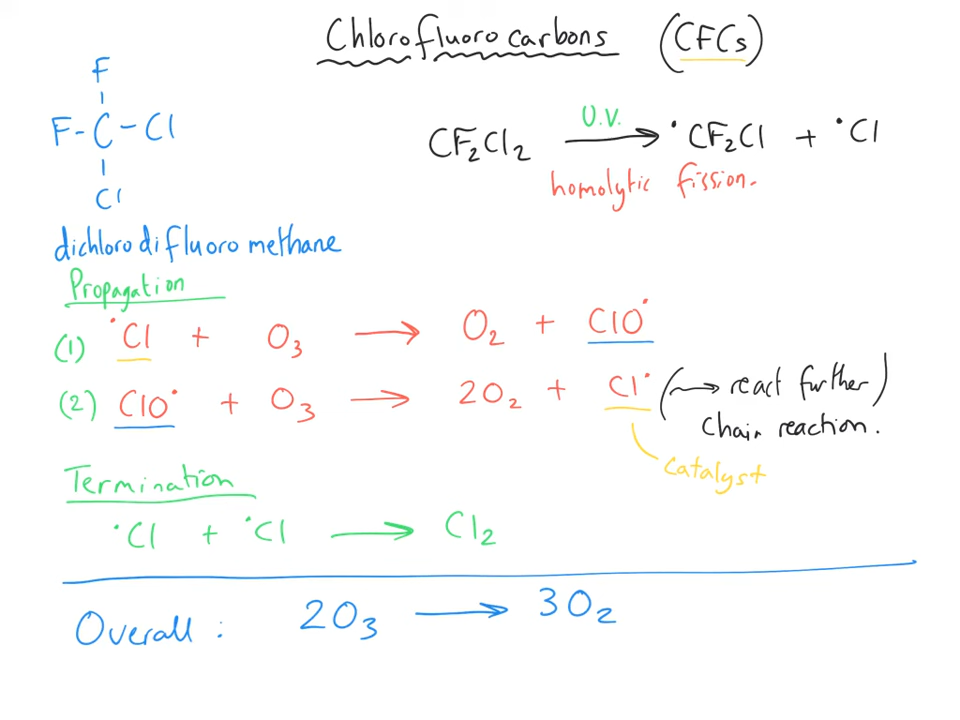 Chlorofluorocarbons (CFCs)
F
F-C-Cl
Cl
dichlorodifluoromethane
U.V.
CF₂Cl₂ ⟶ •CF₂Cl + •Cl
homolytic fission.
Propagation
(1) •Cl + O₃ ⟶ O₂ + ClO•
(2) ClO• + O₃ ⟶ 2O₂ + Cl• (⟶ react further)
chain reaction.
catalyst
Termination
•Cl + •Cl ⟶ Cl₂
Overall : 2O₃ ⟶ 3O₂